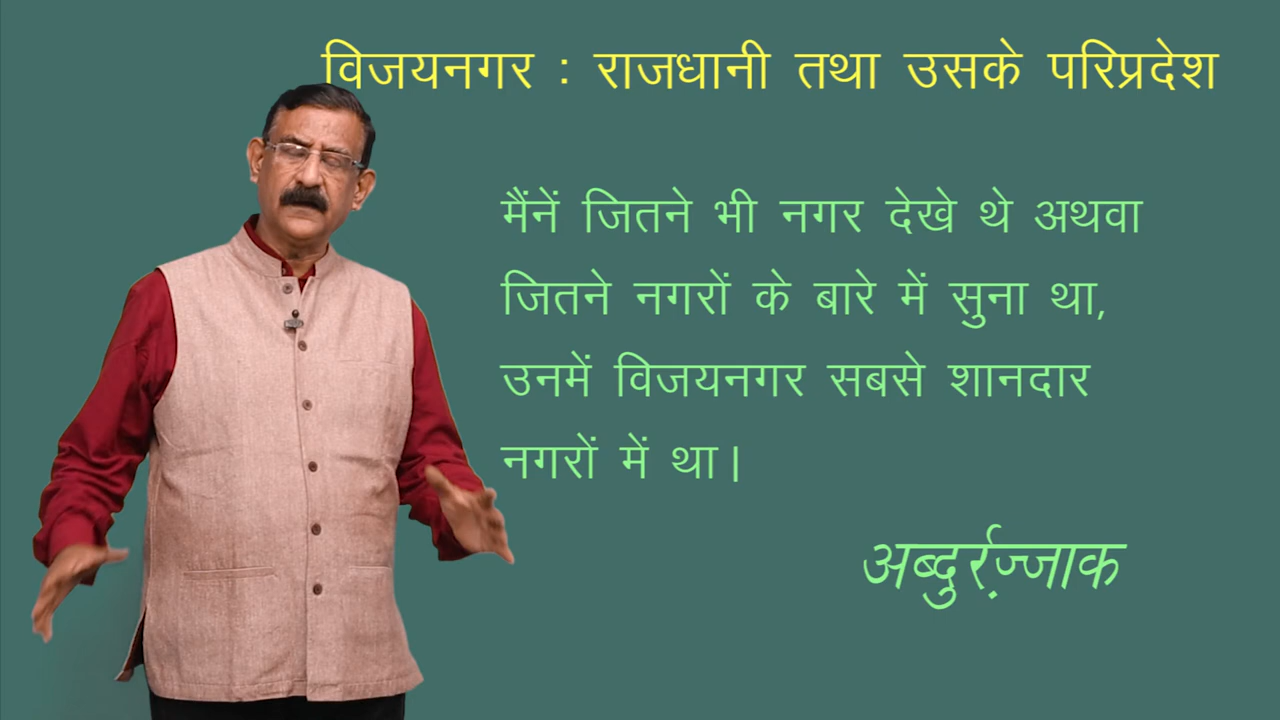 विजयनगर : राजधानी तथा उसके परिप्रदेश
मैंनें जितने भी नगर देखे थे अथवा
जितने नगरों के बारे में सुना था,
उनमें विजयनगर सबसे शानदार
नगरों में था।
अब्दुर्रज़्जाक